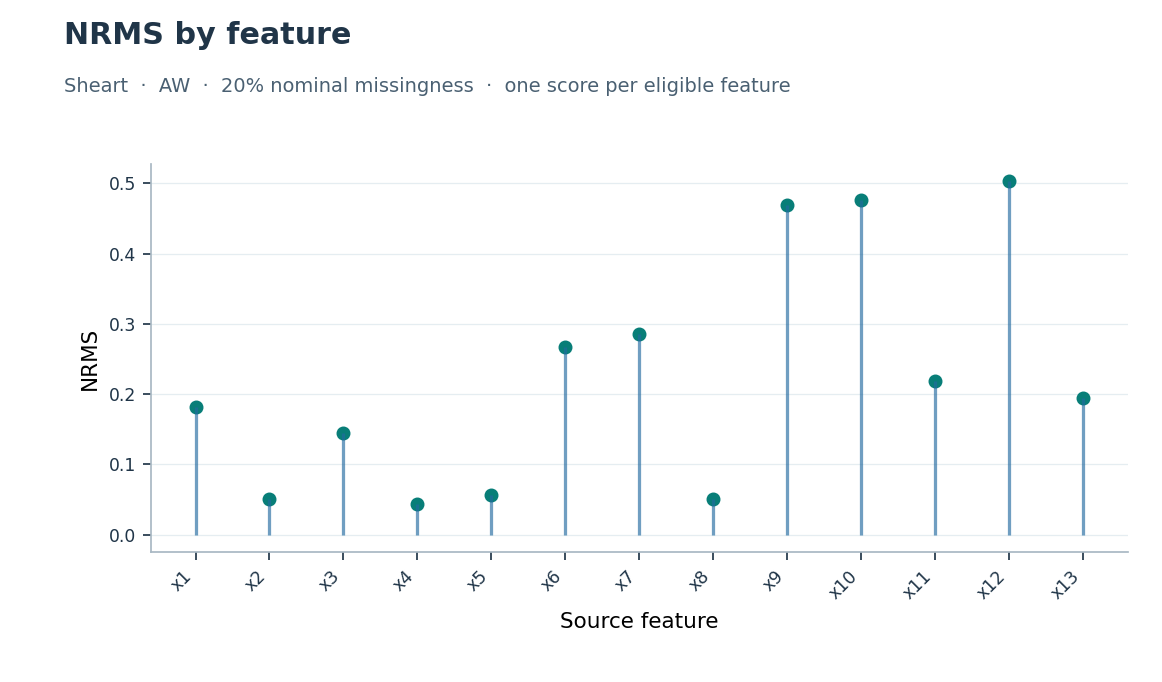 NRMS by feature
Sheart · AW · 20% nominal missingness · one score per eligible feature
0.5
0.4
0.3
0.2
0.1
0.0
NRMS
x1 x2 x3 x4 x5 x6 x7 x8 x9 x10 x11 x12 x13
Source feature